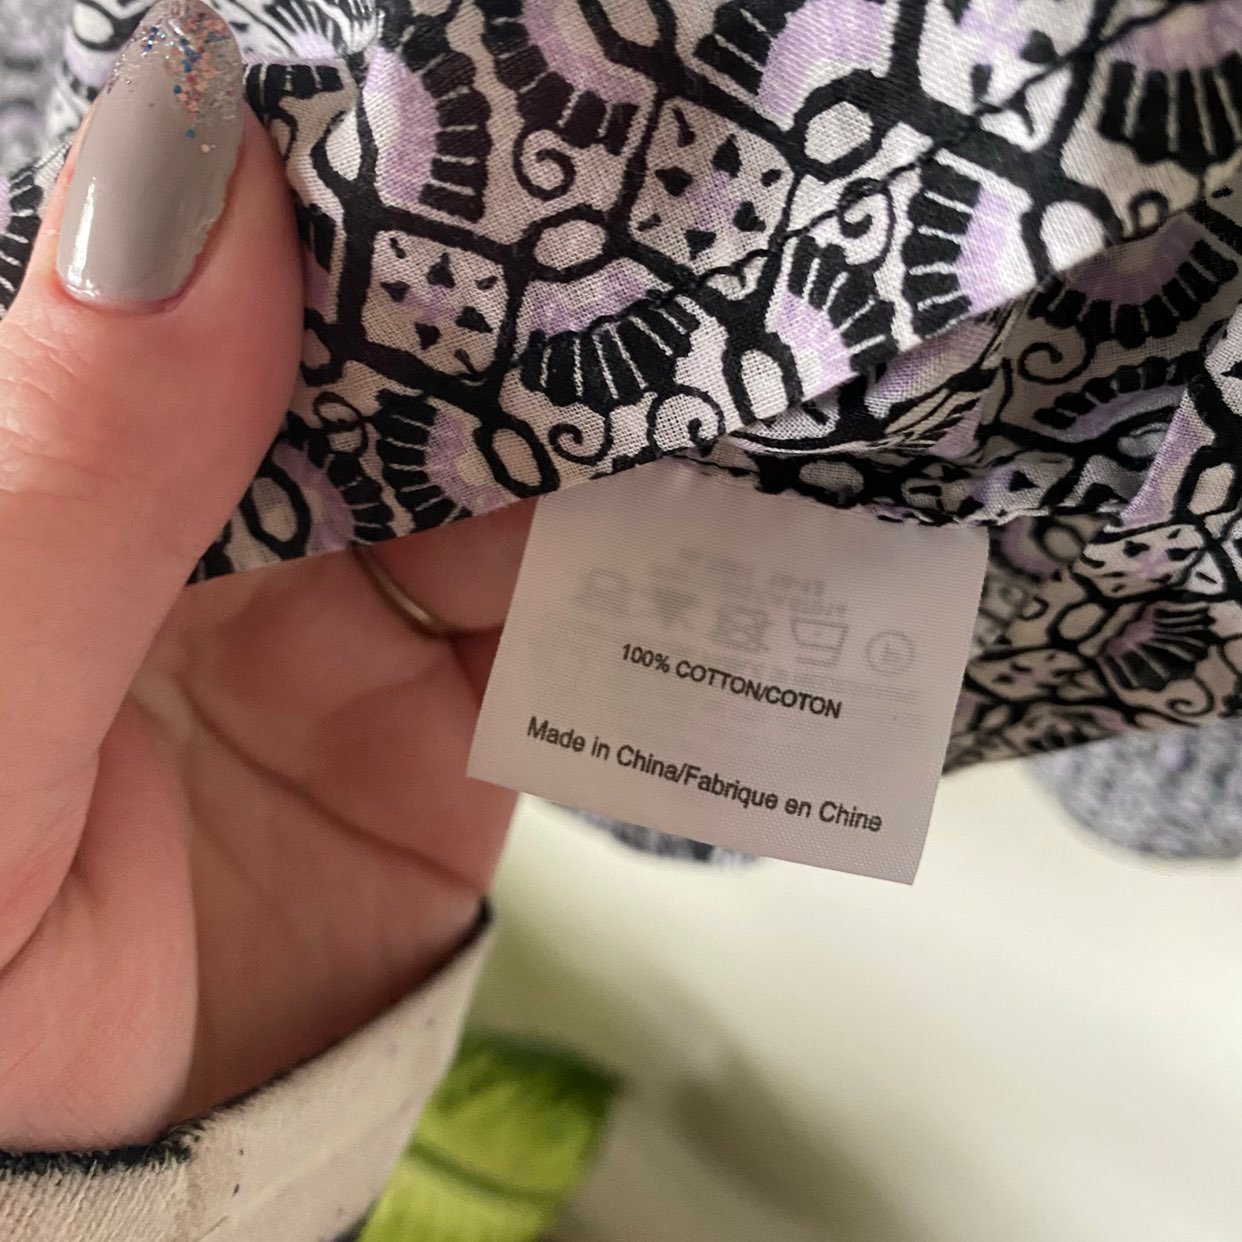 100% COTTON/COTON
Made in China/Fabrique en Chine